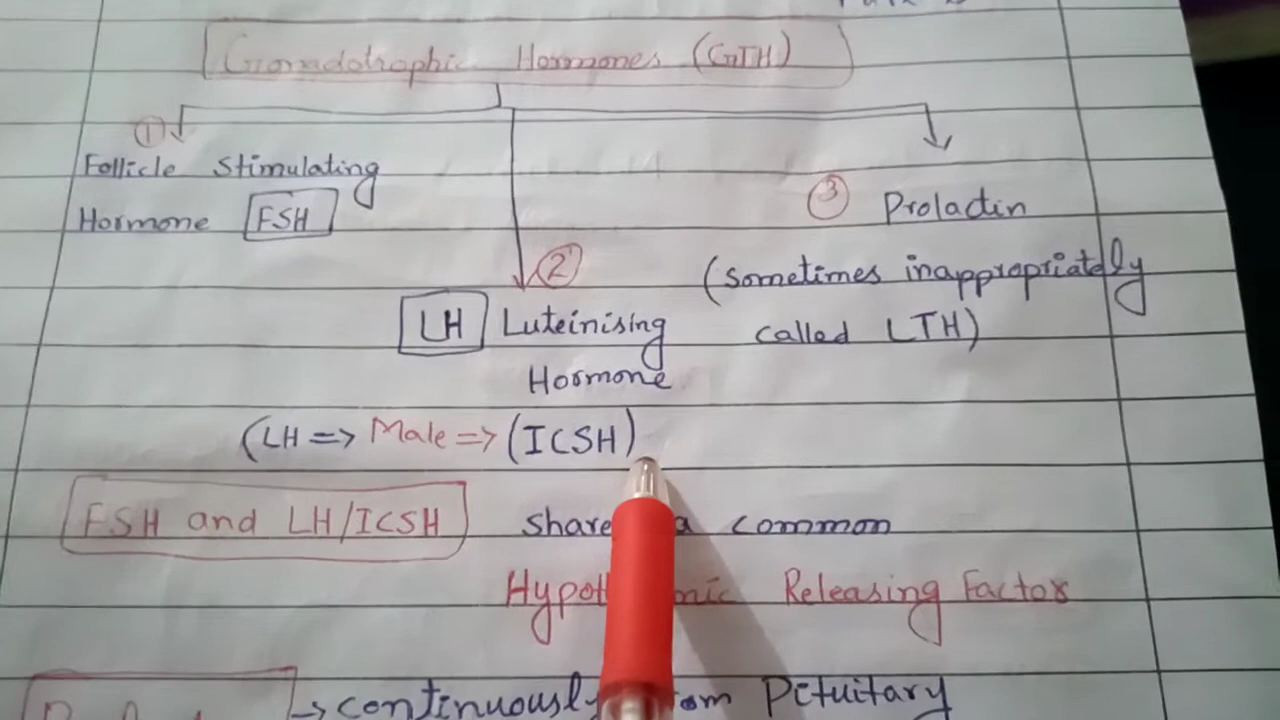 Gonadotrophic Hormones (GTH)
①
Follicle Stimulating
Hormone FSH
②
LH Luteinising
Hormone
③ Prolactin
(Sometimes inappropriately
called LTH)
(LH => Male => (ICSH)
FSH and LH/ICSH share a common
Releasing Factor
→ continuously Pituitary